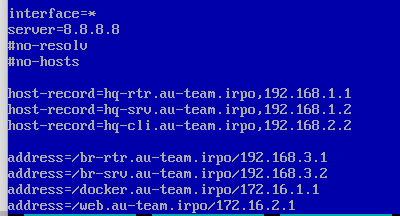 interface=*
server=8.8.8.8
#no-resolv
#no-hosts
host-record=hq-rtr.au-team.irpo,192.168.1.1
host-record=hq-srv.au-team.irpo,192.168.1.2
host-record=hq-cli.au-team.irpo,192.168.2.2
address=/br-rtr.au-team.irpo/192.168.3.1
address=/br-srv.au-team.irpo/192.168.3.2
address=/docker.au-team.irpo/172.16.1.1
address=/web.au-team.irpo/172.16.2.1